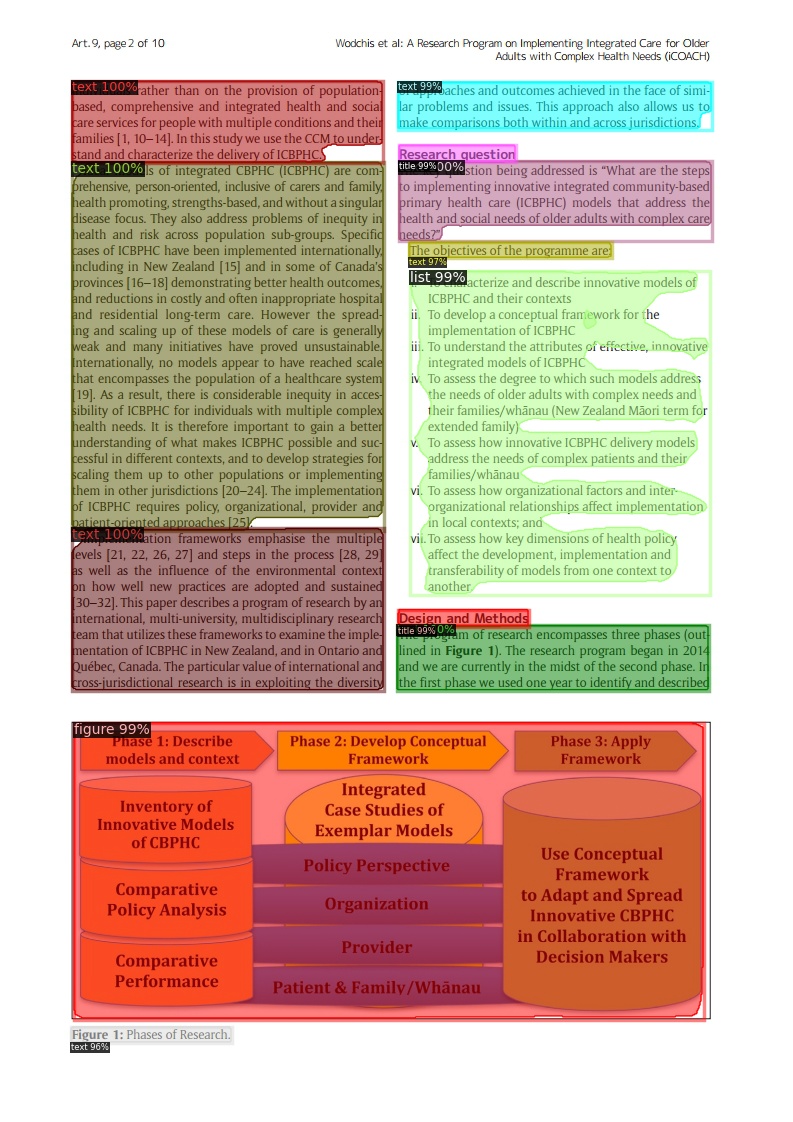 Art. 9, page 2 of 10
Wodchis et al: A Research Program on Implementing Integrated Care for Older
Adults with Complex Health Needs (iCOACH)
text 100%
rather than on the provision of population-
based, comprehensive and integrated health and social
care services for people with multiple conditions and their
families [1, 10–14]. In this study we use the CCM to under-
stand and characterize the delivery of ICBPHC.
text 100%
of integrated CBPHC (ICBPHC) are com-
prehensive, person-oriented, inclusive of carers and family,
health promoting, strengths-based, and without a singular
disease focus. They also address problems of inequity in
health and risk across population sub-groups. Specific
cases of ICBPHC have been implemented internationally,
including in New Zealand [15] and in some of Canada's
provinces [16–18] demonstrating better health outcomes,
and reductions in costly and often inappropriate hospital
and residential long-term care. However the spread-
ing and scaling up of these models of care is generally
weak and many initiatives have proved unsustainable.
Internationally, no models appear to have reached scale
that encompasses the population of a healthcare system
[19]. As a result, there is considerable inequity in acces-
sibility of ICBPHC for individuals with multiple complex
health needs. It is therefore important to gain a better
understanding of what makes ICBPHC possible and suc-
cessful in different contexts, and to develop strategies for
scaling them up to other populations or implementing
them in other jurisdictions [20–24]. The implementation
of ICBPHC requires policy, organizational, provider and
patient-oriented approaches [25].
text 100%
frameworks emphasise the multiple
levels [21, 22, 26, 27] and steps in the process [28, 29]
as well as the influence of the environmental context
on how well new practices are adopted and sustained
[30–32]. This paper describes a program of research by an
international, multi-university, multidisciplinary research
team that utilizes these frameworks to examine the imple-
mentation of ICBPHC in New Zealand, and in Ontario and
Québec, Canada. The particular value of international and
cross-jurisdictional research is in exploiting the diversity
text 99%
and outcomes achieved in the face of simi-
lar problems and issues. This approach also allows us to
make comparisons both within and across jurisdictions.
Research question
title 99%
question being addressed is “What are the steps
to implementing innovative integrated community-based
primary health care (ICBPHC) models that address the
health and social needs of older adults with complex care
needs?”
The objectives of the programme are:
text 97%
list 99%
To characterize and describe innovative models of
ICBPHC and their contexts
ii. To develop a conceptual framework for the
implementation of ICBPHC
iii. To understand the attributes of effective, innovative
integrated models of ICBPHC
iv. To assess the degree to which such models address
the needs of older adults with complex needs and
their families/whānau (New Zealand Māori term for
extended family)
v. To assess how innovative ICBPHC delivery models
address the needs of complex patients and their
families/whānau
vi. To assess how organizational factors and inter-
organizational relationships affect implementation
in local contexts; and
vii. To assess how key dimensions of health policy
affect the development, implementation and
transferability of models from one context to
another.
Design and Methods
title 99%
program of research encompasses three phases (out-
lined in Figure 1). The research program began in 2014
and we are currently in the midst of the second phase. In
the first phase we used one year to identify and described
figure 99%
Phase 1: Describe
models and context
Phase 2: Develop Conceptual
Framework
Phase 3: Apply
Framework
Inventory of
Innovative Models
of CBPHC
Comparative
Policy Analysis
Comparative
Performance
Integrated
Case Studies of
Exemplar Models
Policy Perspective
Organization
Provider
Patient & Family/Whānau
Use Conceptual
Framework
to Adapt and Spread
Innovative CBPHC
in Collaboration with
Decision Makers
Figure 1: Phases of Research.
text 96%